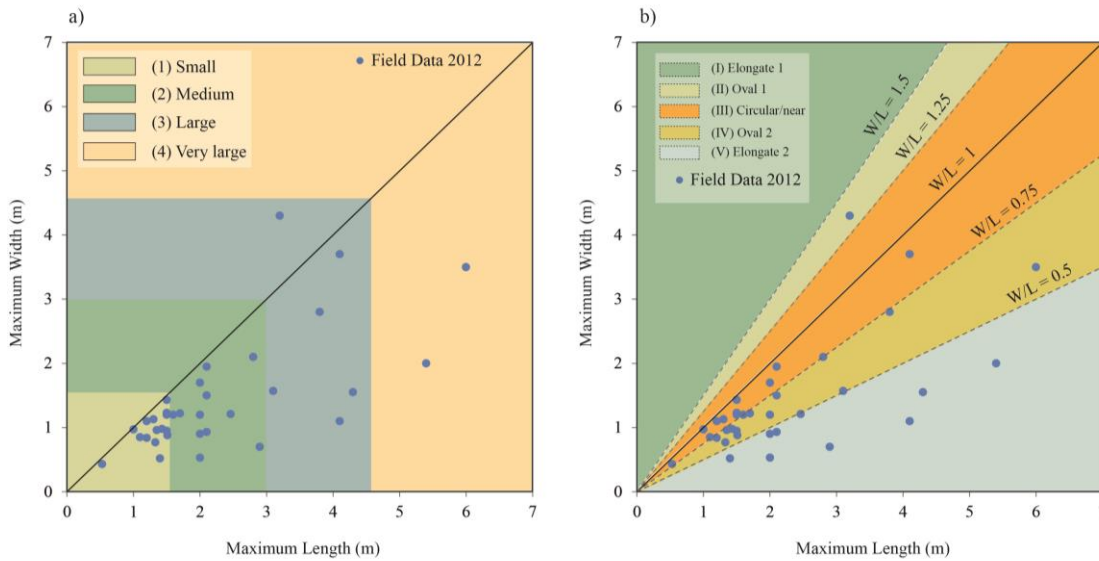 a)
7
6
5
4
3
2
1
0
Maximum Width (m)
(1) Small
(2) Medium
(3) Large
(4) Very large
Field Data 2012
0 1 2 3 4 5 6 7
Maximum Length (m)
b)
7
6
5
4
3
2
1
0
Maximum Width (m)
(I) Elongate 1
(II) Oval 1
(III) Circular/near
(IV) Oval 2
(V) Elongate 2
Field Data 2012
W/L = 1.5
W/L = 1.25
W/L = 1
W/L = 0.75
W/L = 0.5
0 1 2 3 4 5 6 7
Maximum Length (m)